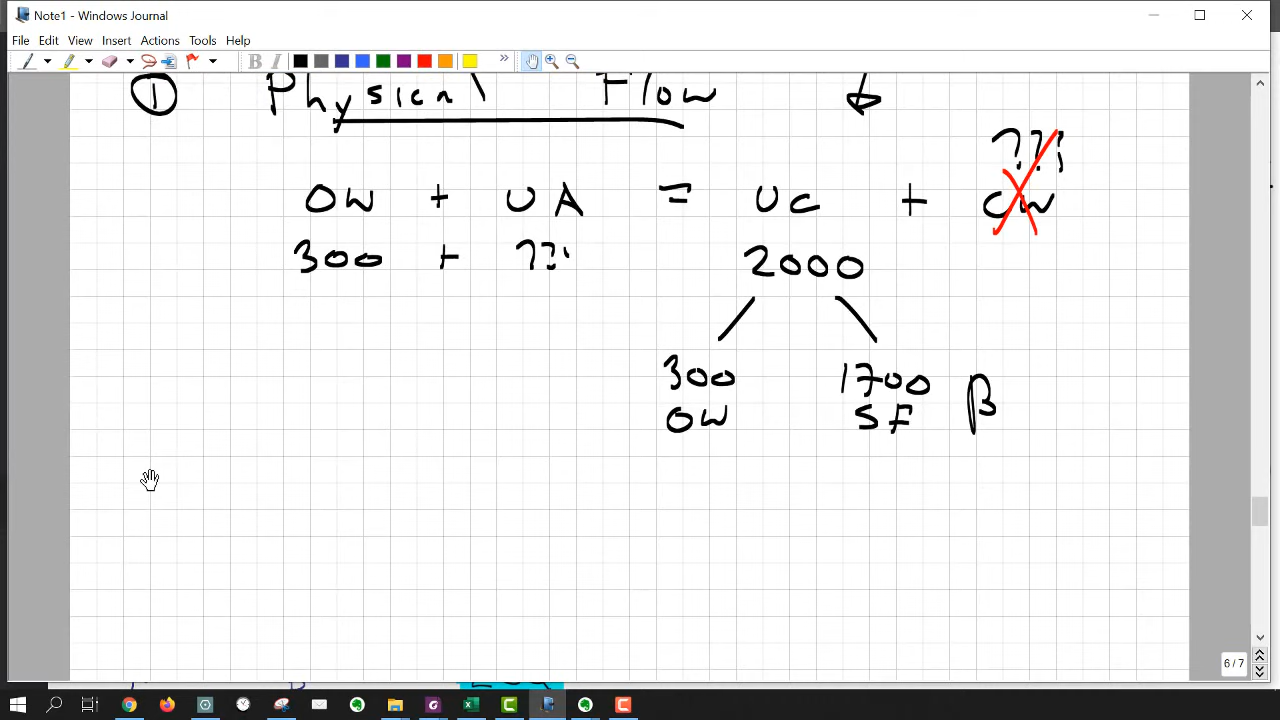 Note1 - Windows Journal
File Edit View Insert Actions Tools Help
B I
① Physical Flow ↓
???
OW + UA = UC + CW
300 + ??? 2000
300 1700 β
OW SF
6 / 7